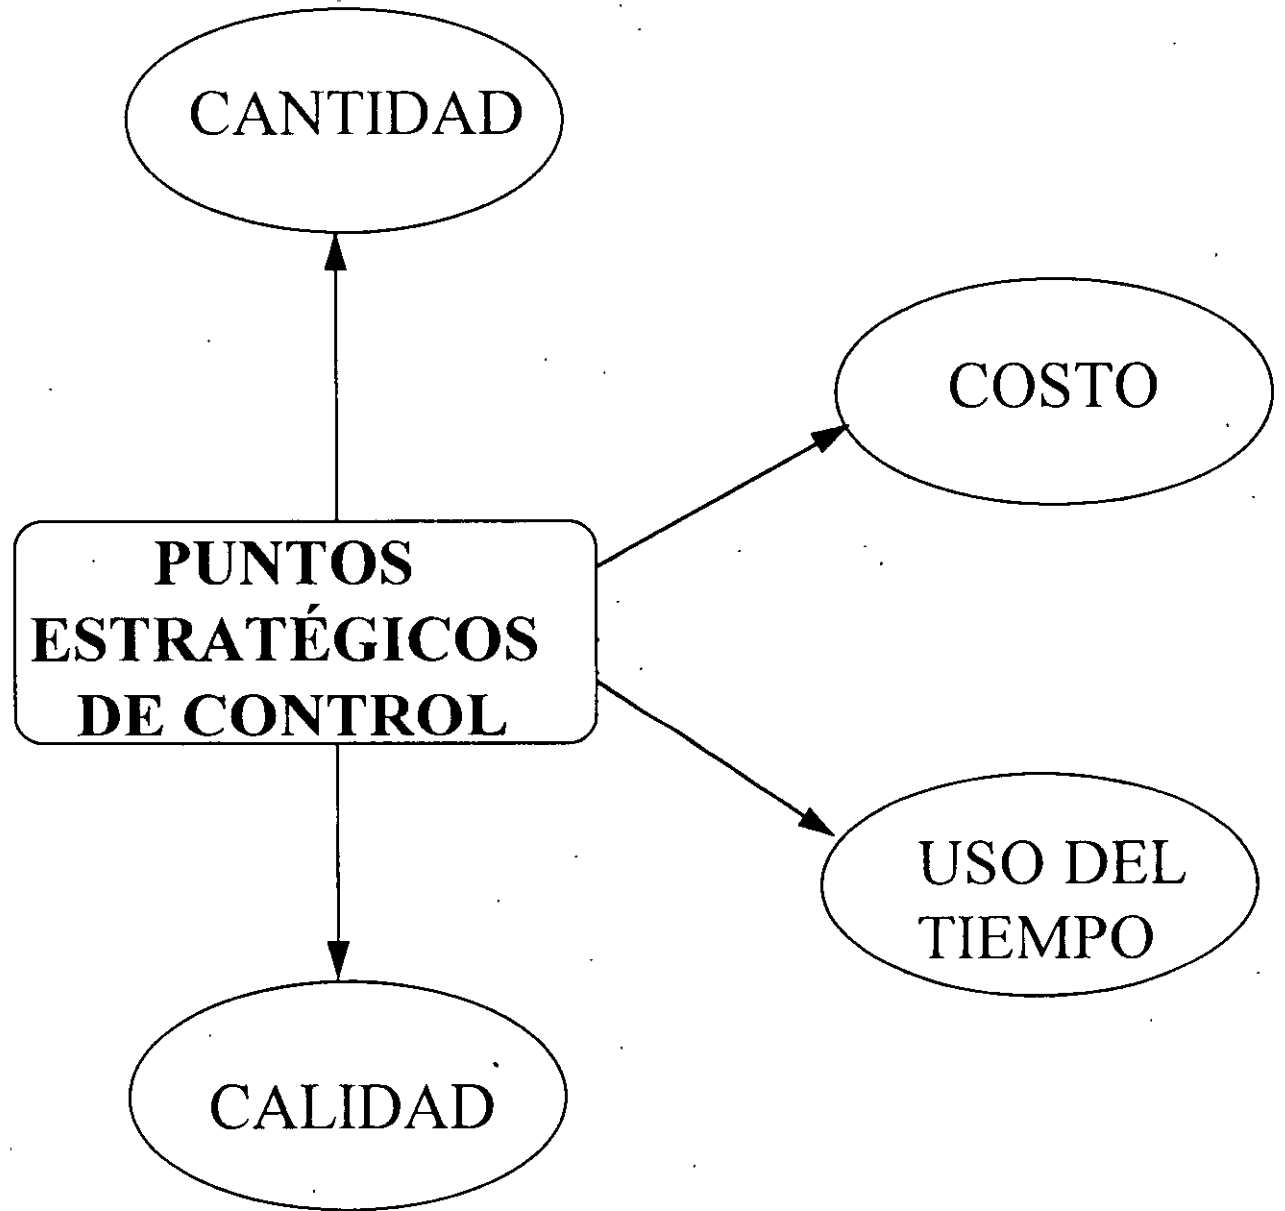 CANTIDAD
COSTO
PUNTOS
ESTRATÉGICOS
DE CONTROL
USO DEL
TIEMPO
CALIDAD